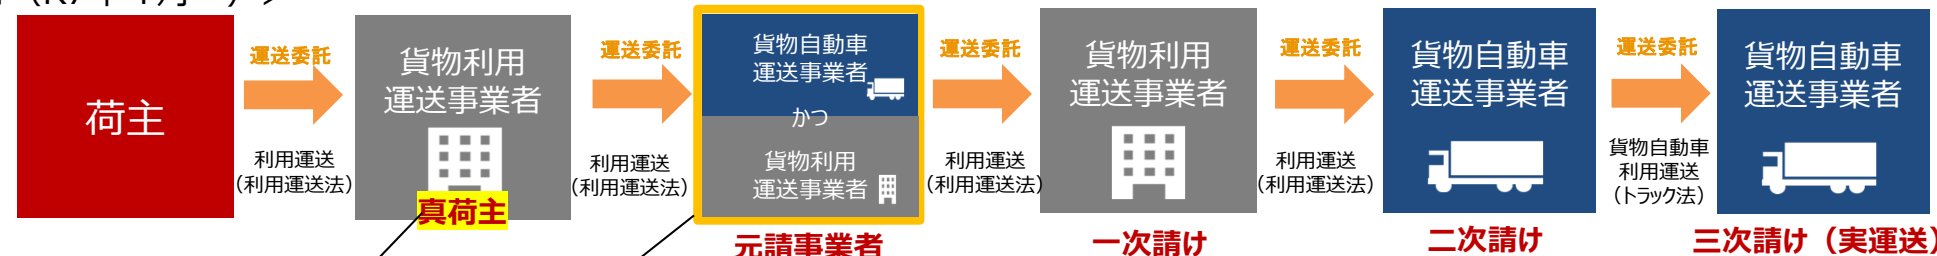 荷主
運送委託
利用運送
（利用運送法）
貨物利用
運送事業者
真荷主
運送委託
利用運送
（利用運送法）
貨物自動車
運送事業者
かつ
貨物利用
運送事業者
元請事業者
運送委託
利用運送
（利用運送法）
貨物利用
運送事業者
一次請け
運送委託
利用運送
（利用運送法）
貨物自動車
運送事業者
二次請け
運送委託
貨物自動車
利用運送
（トラック法）
貨物自動車
運送事業者
三次請け（実運送）